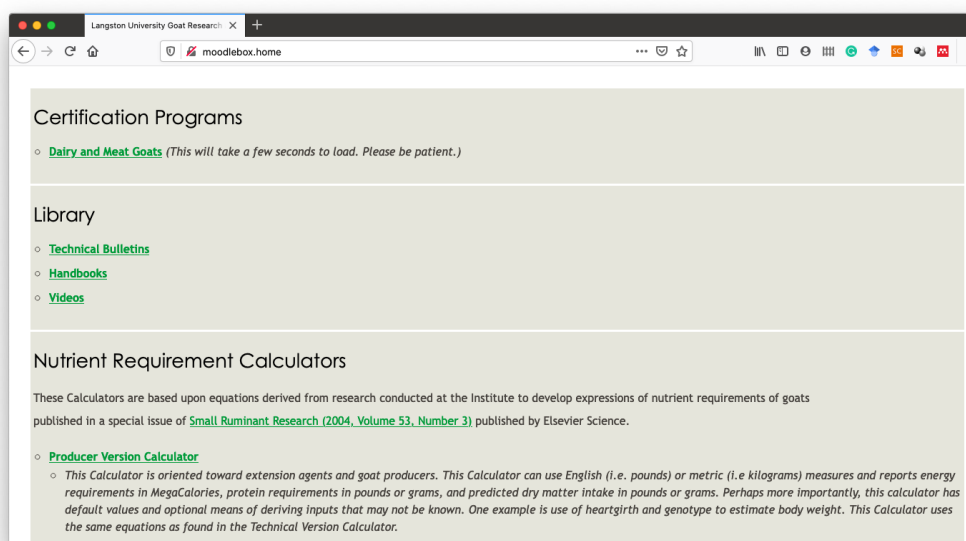 Langston University Goat Research
moodlebox.home
SC
Certification Programs
Dairy and Meat Goats (This will take a few seconds to load. Please be patient.)
Library
Technical Bulletins
Handbooks
Videos
Nutrient Requirement Calculators
These Calculators are based upon equations derived from research conducted at the Institute to develop expressions of nutrient requirements of goats
published in a special issue of Small Ruminant Research (2004, Volume 53, Number 3) published by Elsevier Science.
Producer Version Calculator
This Calculator is oriented toward extension agents and goat producers. This Calculator can use English (i.e. pounds) or metric (i.e kilograms) measures and reports energy
requirements in MegaCalories, protein requirements in pounds or grams, and predicted dry matter intake in pounds or grams. Perhaps more importantly, this calculator has
default values and optional means of deriving inputs that may not be known. One example is use of heartgirth and genotype to estimate body weight. This Calculator uses
the same equations as found in the Technical Version Calculator.